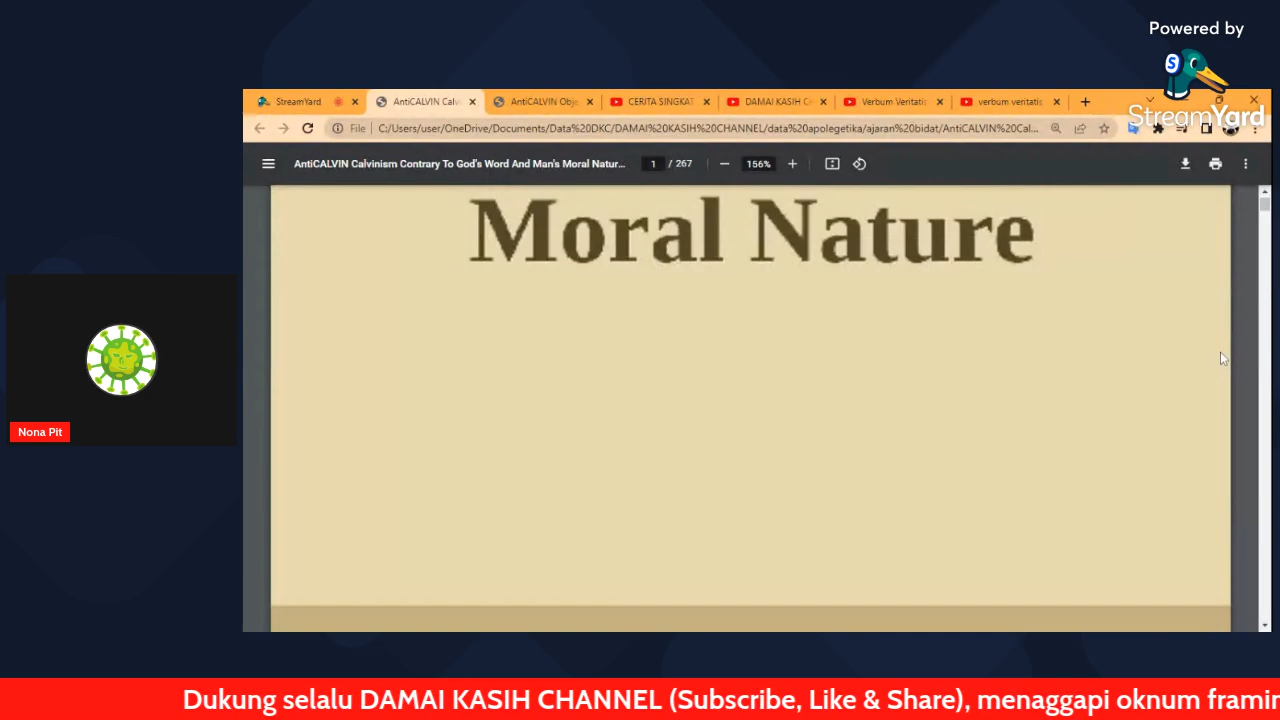 Powered by
StreamYard
StreamYard
AntiCALVIN Calv
AntiCALVIN Obje
CERITA SINGKAT
DAMAI KASIH C
Verbum Veritatis
verbum veritatis
File
C:/Users/user/OneDrive/Documents/Data%20DKC/DAMAI%20KASIH%20CHANNEL/data%20apolegetika/ajaran%20bidat/AntiCALVIN%20Cal...
AntiCALVIN Calvinism Contrary To God's Word And Man's Moral Natur...
1 / 267
156%
Moral Nature
Nona Pit
Dukung selalu DAMAI KASIH CHANNEL (Subscribe, Like & Share), menaggapi oknum framin